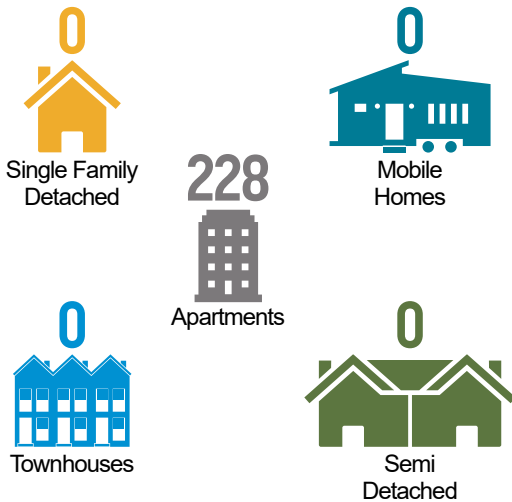 0
Single Family
Detached
0
Mobile
Homes
228
Apartments
0
Townhouses
0
Semi
Detached